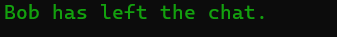 Bob has left the chat.